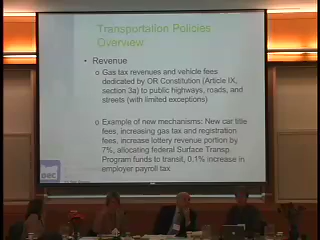 Transportation Policies
Overview
• Revenue
o Gas tax revenues and vehicle fees
dedicated by OR Constitution (Article IX,
section 3a) to public highways, roads, and
streets (with limited exceptions)
o Example of new mechanisms: New car title
fees, increasing gas tax and registration
fees, increase lottery revenue portion by
7%, allocating federal Surface Transp.
Program funds to transit, 0.1% increase in
employer payroll tax
oec